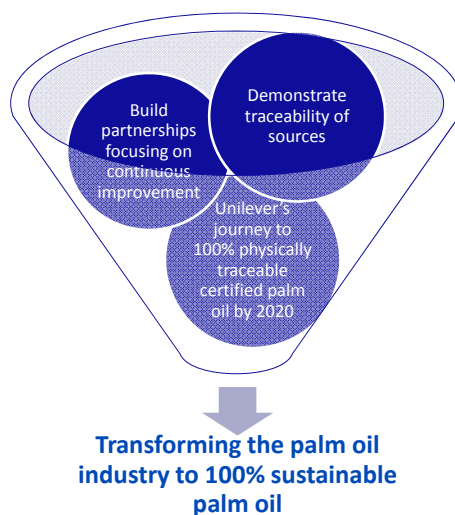 Build
partnerships
focusing on
continuous
improvement
Demonstrate
traceability of
sources
Unilever's
journey to
100% physically
traceable
certified palm
oil by 2020
Transforming the palm oil
industry to 100% sustainable
palm oil